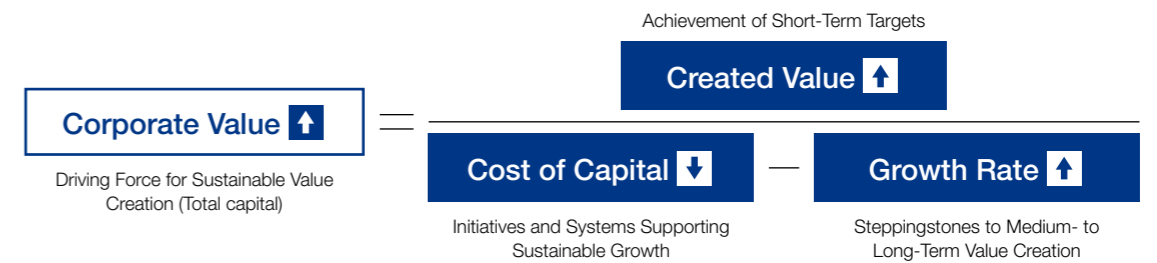 Achievement of Short-Term Targets
Created Value
Corporate Value
Driving Force for Sustainable Value
Creation (Total capital)
Cost of Capital
Growth Rate
Initiatives and Systems Supporting
Sustainable Growth
Steppingstones to Medium- to
Long-Term Value Creation